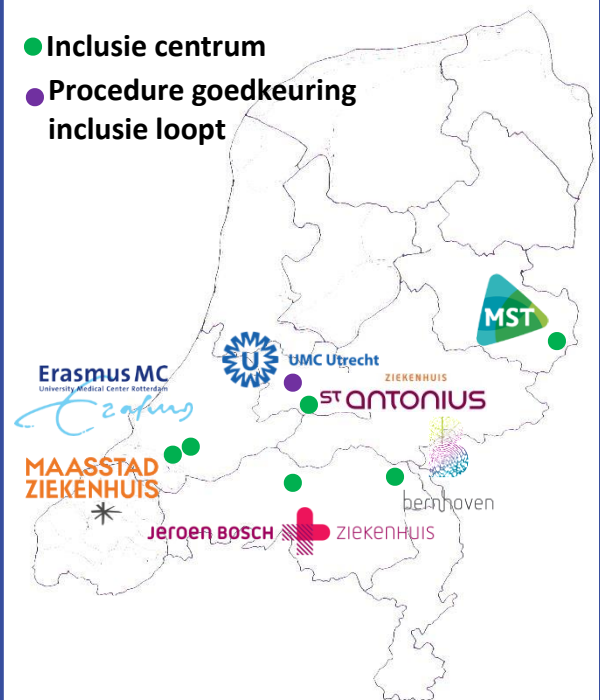 Inclusie centrum
Procedure goedkeuring
inclusie loopt
MST
U
UMC Utrecht
Erasmus MC
University Medical Center Rotterdam
Erasmus
ZIEKENHUIS
ST ANTONIUS
MAASSTAD
ZIEKENHUIS
bernhoven
Jeroen BOSCH ZIEKENHUIS